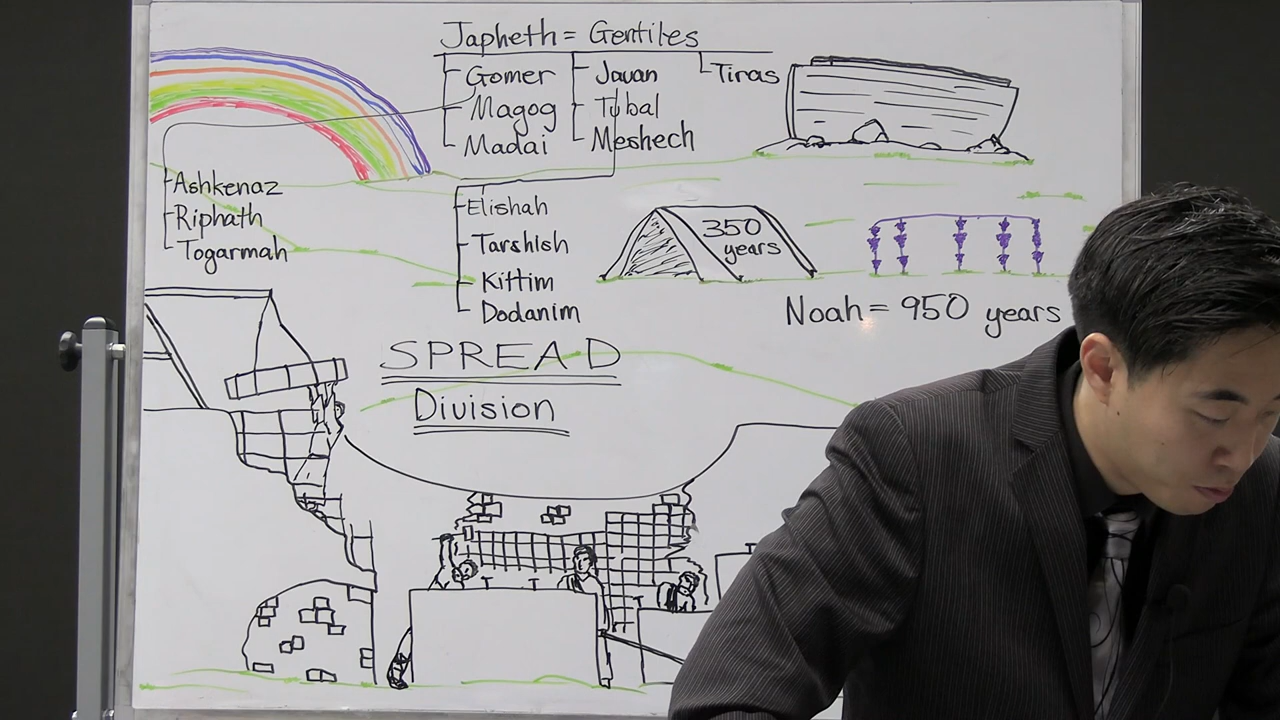 Japheth = Gentiles
Gomer
Magog
Madai
Javan
Tubal
Meshech
Tiras
Ashkenaz
Riphath
Togarmah
Elishah
Tarshish
Kittim
Dodanim
350
years
Noah = 950 years
SPREAD
Division